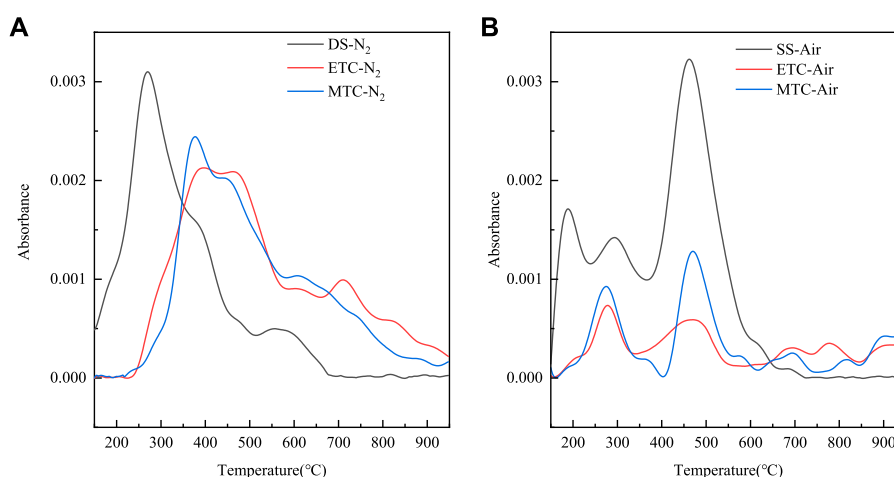 A
DS-N₂
ETC-N₂
MTC-N₂
0.003
0.002
0.001
0.000
Absorbance
200 300 400 500 600 700 800 900
Temperature(℃)
B
SS-Air
ETC-Air
MTC-Air
0.003
0.002
0.001
0.000
Absorbance
200 300 400 500 600 700 800 900
Temperature(℃)